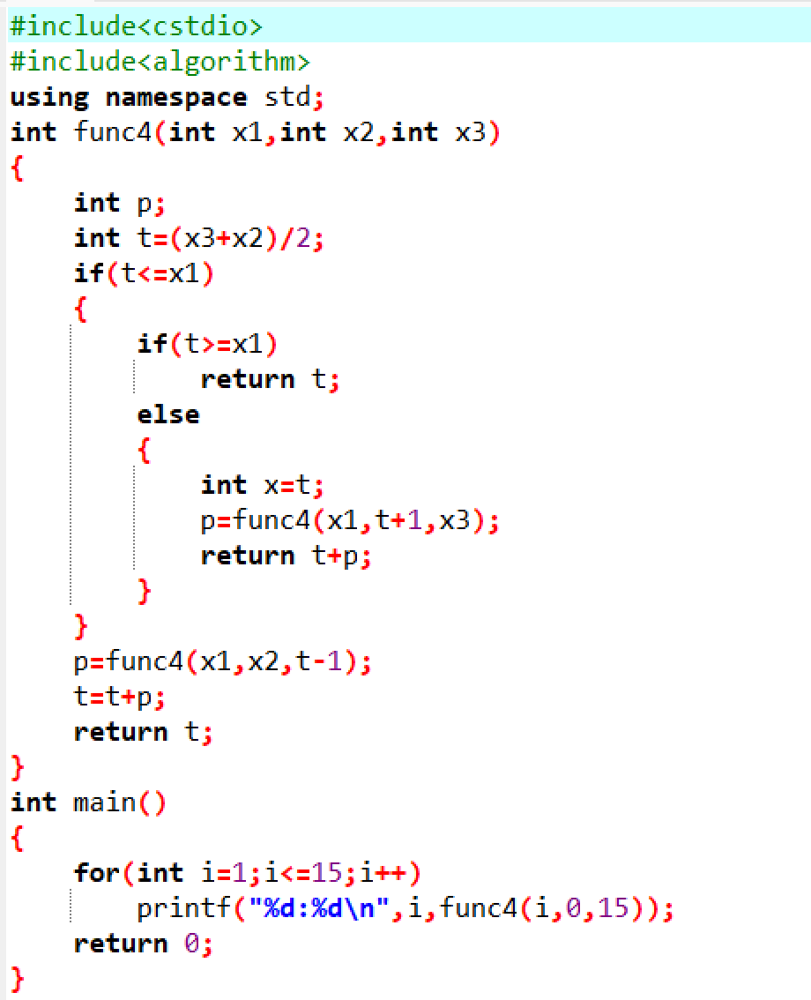 #include<cstdio>
#include<algorithm>
using namespace std;
int func4(int x1,int x2,int x3)
{
    int p;
    int t=(x3+x2)/2;
    if(t<=x1)
    {
        if(t>=x1)
            return t;
        else
        {
            int x=t;
            p=func4(x1,t+1,x3);
            return t+p;
        }
    }
    p=func4(x1,x2,t-1);
    t=t+p;
    return t;
}
int main()
{
    for(int i=1;i<=15;i++)
        printf("%d:%d\n",i,func4(i,0,15));
    return 0;
}